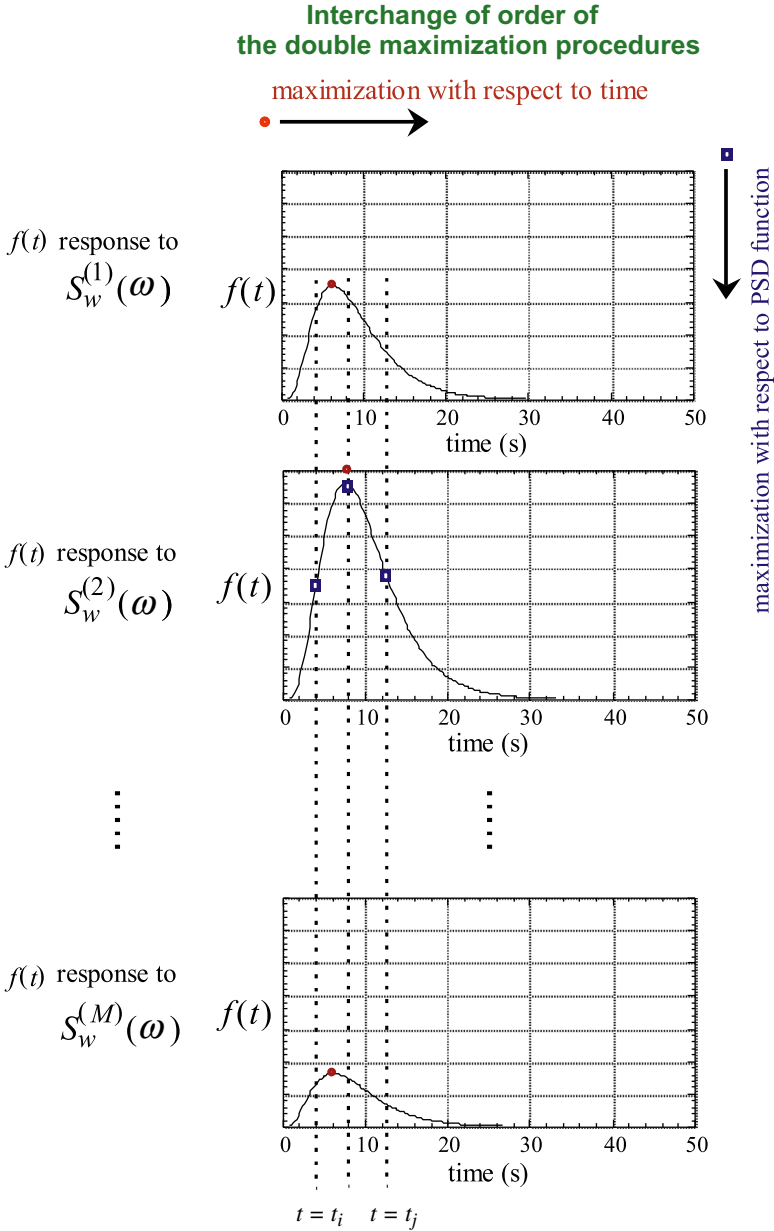 Interchange of order of
the double maximization procedures
maximization with respect to time
maximization with respect to PSD function
f(t) response to
S_w^(1)(ω)
f(t)
0 10 20 30 40 50
time (s)
f(t) response to
S_w^(2)(ω)
f(t)
0 10 20 30 40 50
time (s)
f(t) response to
S_w^(M)(ω)
f(t)
0 10 20 30 40 50
time (s)
t = t_i t = t_j